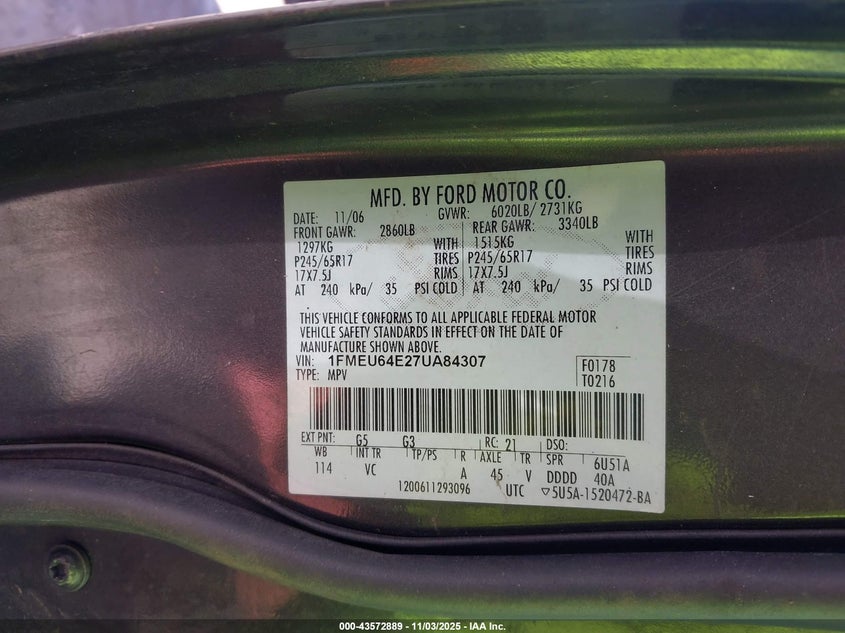 MFD. BY FORD MOTOR CO.
DATE: 11/06 GVWR: 6020LB/ 2731KG
FRONT GAWR: 2860LB REAR GAWR: 3340LB
1297KG WITH 1515KG WITH
P245/65R17 TIRES P245/65R17 TIRES
17X7.5J RIMS 17X7.5J RIMS
AT 240 kPa/ 35 PSI COLD AT 240 kPa/ 35 PSI COLD
THIS VEHICLE CONFORMS TO ALL APPLICABLE FEDERAL MOTOR
VEHICLE SAFETY STANDARDS IN EFFECT ON THE DATE OF
MANUFACTURE SHOWN ABOVE.
VIN: 1FMEU64E27UA84307 F0178
TYPE: MPV T0216
EXT PNT: G5 G3 RC: 21 DSO:
WB INT TR TP/PS R AXLE TR SPR 6U51A
114 VC A 45 V DDDD 40A
1200611293096 UTC ▽5U5A-1520472-BA
000-43572889 - 11/03/2025 - IAA Inc.